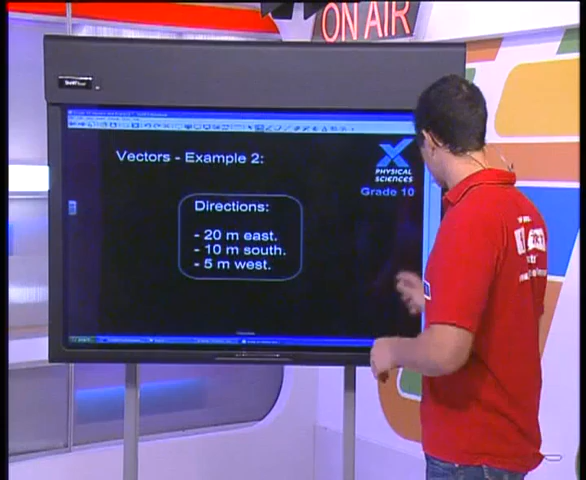 ON AIR
Vectors - Example 2:
X
PHYSICAL
SCIENCES
Grade 10
Directions:
- 20 m east.
- 10 m south.
- 5 m west.